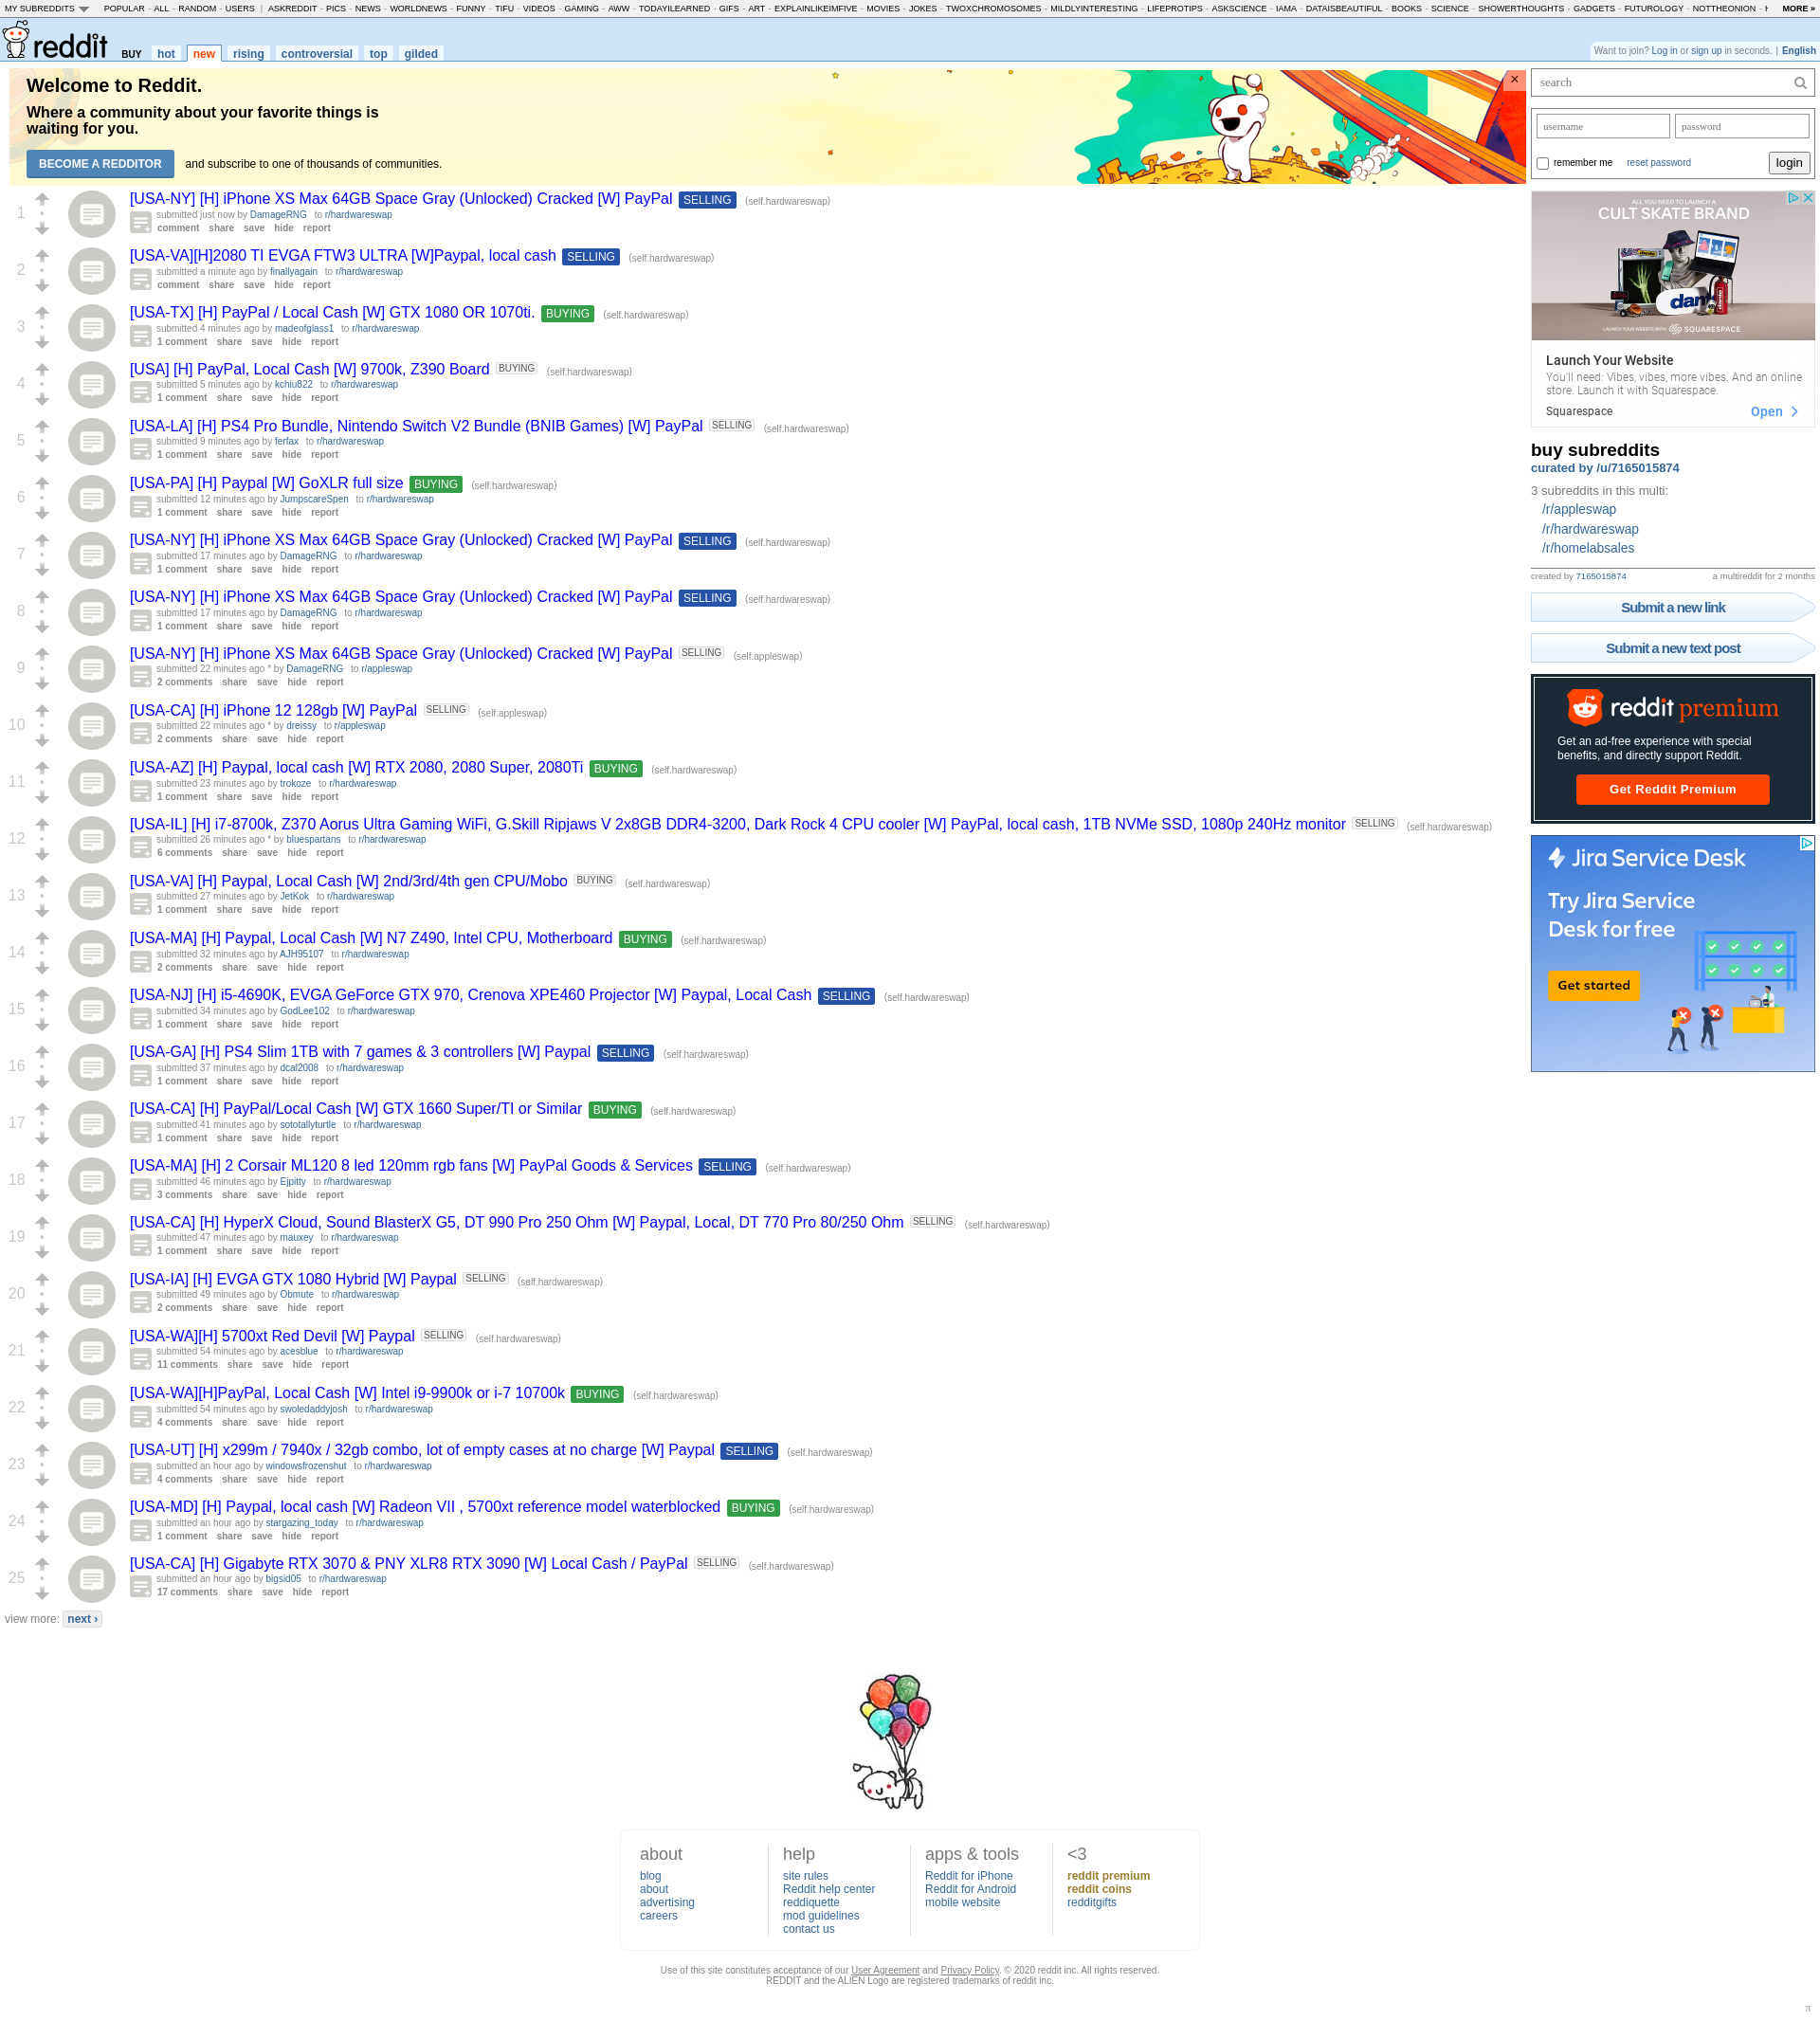 MY SUBREDDITS POPULAR - ALL - RANDOM - USERS | ASKREDDIT - PICS - NEWS - WORLDNEWS - FUNNY - TIFU - VIDEOS - GAMING - AWW - TODAYILEARNED - GIFS - ART - EXPLAINLIKEIMFIVE - MOVIES - JOKES - TWOXCHROMOSOMES - MILDLYINTERESTING - LIFEPROTIPS - ASKSCIENCE - IAMA - DATAISBEAUTIFUL - BOOKS - SCIENCE - SHOWERTHOUGHTS - GADGETS - FUTUROLOGY - NOTTHEONION - MORE »
reddit BUY hot new rising controversial top gilded
Want to join? Log in or sign up in seconds. | English
Welcome to Reddit.
Where a community about your favorite things is
waiting for you.
BECOME A REDDITOR and subscribe to one of thousands of communities.
×
1
[USA-NY] [H] iPhone XS Max 64GB Space Gray (Unlocked) Cracked [W] PayPal SELLING (self.hardwareswap)
submitted just now by DamageRNG to r/hardwareswap
comment share save hide report
2
[USA-VA][H]2080 TI EVGA FTW3 ULTRA [W]Paypal, local cash SELLING (self.hardwareswap)
submitted a minute ago by finallyagain to r/hardwareswap
comment share save hide report
3
[USA-TX] [H] PayPal / Local Cash [W] GTX 1080 OR 1070ti. BUYING (self.hardwareswap)
submitted 4 minutes ago by madeofglass1 to r/hardwareswap
1 comment share save hide report
4
[USA] [H] PayPal, Local Cash [W] 9700k, Z390 Board BUYING (self.hardwareswap)
submitted 5 minutes ago by kchiu822 to r/hardwareswap
1 comment share save hide report
5
[USA-LA] [H] PS4 Pro Bundle, Nintendo Switch V2 Bundle (BNIB Games) [W] PayPal SELLING (self.hardwareswap)
submitted 9 minutes ago by ferfax to r/hardwareswap
1 comment share save hide report
6
[USA-PA] [H] Paypal [W] GoXLR full size BUYING (self.hardwareswap)
submitted 12 minutes ago by JumpscareSpen to r/hardwareswap
1 comment share save hide report
7
[USA-NY] [H] iPhone XS Max 64GB Space Gray (Unlocked) Cracked [W] PayPal SELLING (self.hardwareswap)
submitted 17 minutes ago by DamageRNG to r/hardwareswap
1 comment share save hide report
8
[USA-NY] [H] iPhone XS Max 64GB Space Gray (Unlocked) Cracked [W] PayPal SELLING (self.hardwareswap)
submitted 17 minutes ago by DamageRNG to r/hardwareswap
1 comment share save hide report
9
[USA-NY] [H] iPhone XS Max 64GB Space Gray (Unlocked) Cracked [W] PayPal SELLING (self.appleswap)
submitted 22 minutes ago * by DamageRNG to r/appleswap
2 comments share save hide report
10
[USA-CA] [H] iPhone 12 128gb [W] PayPal SELLING (self.appleswap)
submitted 22 minutes ago * by dreissy to r/appleswap
2 comments share save hide report
11
[USA-AZ] [H] Paypal, local cash [W] RTX 2080, 2080 Super, 2080Ti BUYING (self.hardwareswap)
submitted 23 minutes ago by trokoze to r/hardwareswap
1 comment share save hide report
12
[USA-IL] [H] i7-8700k, Z370 Aorus Ultra Gaming WiFi, G.Skill Ripjaws V 2x8GB DDR4-3200, Dark Rock 4 CPU cooler [W] PayPal, local cash, 1TB NVMe SSD, 1080p 240Hz monitor SELLING (self.hardwareswap)
submitted 26 minutes ago * by bluespartans to r/hardwareswap
6 comments share save hide report
13
[USA-VA] [H] Paypal, Local Cash [W] 2nd/3rd/4th gen CPU/Mobo BUYING (self.hardwareswap)
submitted 27 minutes ago by JetKok to r/hardwareswap
1 comment share save hide report
14
[USA-MA] [H] Paypal, Local Cash [W] N7 Z490, Intel CPU, Motherboard BUYING (self.hardwareswap)
submitted 32 minutes ago by AJH95107 to r/hardwareswap
2 comments share save hide report
15
[USA-NJ] [H] i5-4690K, EVGA GeForce GTX 970, Crenova XPE460 Projector [W] Paypal, Local Cash SELLING (self.hardwareswap)
submitted 34 minutes ago by GodLee102 to r/hardwareswap
1 comment share save hide report
16
[USA-GA] [H] PS4 Slim 1TB with 7 games & 3 controllers [W] Paypal SELLING (self.hardwareswap)
submitted 37 minutes ago by dcal2008 to r/hardwareswap
1 comment share save hide report
17
[USA-CA] [H] PayPal/Local Cash [W] GTX 1660 Super/TI or Similar BUYING (self.hardwareswap)
submitted 41 minutes ago by sototallyturtle to r/hardwareswap
1 comment share save hide report
18
[USA-MA] [H] 2 Corsair ML120 8 led 120mm rgb fans [W] PayPal Goods & Services SELLING (self.hardwareswap)
submitted 46 minutes ago by Ejpitty to r/hardwareswap
3 comments share save hide report
19
[USA-CA] [H] HyperX Cloud, Sound BlasterX G5, DT 990 Pro 250 Ohm [W] Paypal, Local, DT 770 Pro 80/250 Ohm SELLING (self.hardwareswap)
submitted 47 minutes ago by mauxey to r/hardwareswap
1 comment share save hide report
20
[USA-IA] [H] EVGA GTX 1080 Hybrid [W] Paypal SELLING (self.hardwareswap)
submitted 49 minutes ago by Obmute to r/hardwareswap
2 comments share save hide report
21
[USA-WA][H] 5700xt Red Devil [W] Paypal SELLING (self.hardwareswap)
submitted 54 minutes ago by acesblue to r/hardwareswap
11 comments share save hide report
22
[USA-WA][H]PayPal, Local Cash [W] Intel i9-9900k or i-7 10700k BUYING (self.hardwareswap)
submitted 54 minutes ago by swoledaddyjosh to r/hardwareswap
4 comments share save hide report
23
[USA-UT] [H] x299m / 7940x / 32gb combo, lot of empty cases at no charge [W] Paypal SELLING (self.hardwareswap)
submitted an hour ago by windowsfrozenshut to r/hardwareswap
4 comments share save hide report
24
[USA-MD] [H] Paypal, local cash [W] Radeon VII , 5700xt reference model waterblocked BUYING (self.hardwareswap)
submitted an hour ago by stargazing_today to r/hardwareswap
1 comment share save hide report
25
[USA-CA] [H] Gigabyte RTX 3070 & PNY XLR8 RTX 3090 [W] Local Cash / PayPal SELLING (self.hardwareswap)
submitted an hour ago by bigsid05 to r/hardwareswap
17 comments share save hide report
view more: next ›
search
username password
remember me reset password login
ALL YOU NEED TO LAUNCH A
CULT SKATE BRAND
LAUNCH YOUR WEBSITE WITH SQUARESPACE
Launch Your Website
You'll need: Vibes, vibes, more vibes. And an online
store. Launch it with Squarespace.
Squarespace Open
buy subreddits
curated by /u/7165015874
3 subreddits in this multi:
/r/appleswap
/r/hardwareswap
/r/homelabsales
created by 7165015874 a multireddit for 2 months
Submit a new link
Submit a new text post
reddit premium
Get an ad-free experience with special
benefits, and directly support Reddit.
Get Reddit Premium
Jira Service Desk
Try Jira Service
Desk for free
Get started
about
blog
about
advertising
careers
help
site rules
Reddit help center
reddiquette
mod guidelines
contact us
apps & tools
Reddit for iPhone
Reddit for Android
mobile website
<3
reddit premium
reddit coins
redditgifts
Use of this site constitutes acceptance of our User Agreement and Privacy Policy. © 2020 reddit inc. All rights reserved.
REDDIT and the ALIEN Logo are registered trademarks of reddit inc.
π